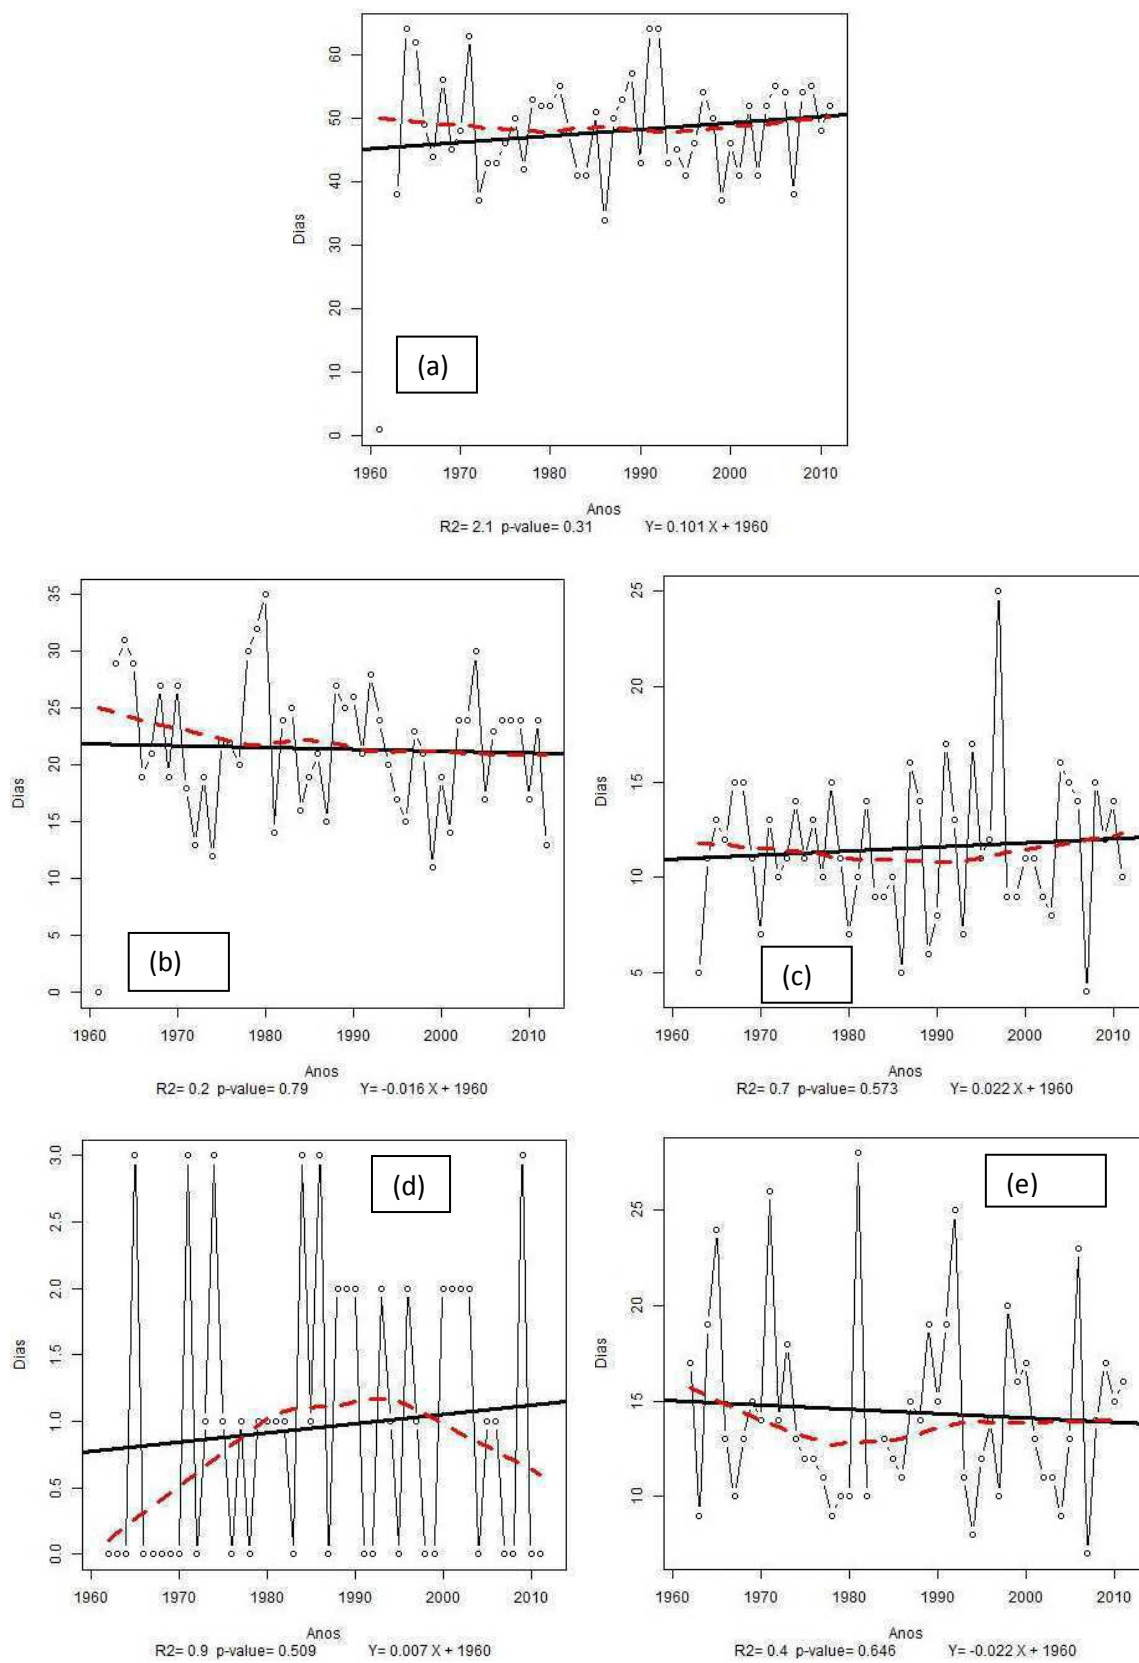 60
50
40
30
20
10
0
Dias
(a)
1960 1970 1980 1990 2000 2010
Anos
R2= 2.1 p-value= 0.31 Y= 0.101 X + 1960
35
30
25
20
15
10
5
0
Dias
(b)
1960 1970 1980 1990 2000 2010
Anos
R2= 0.2 p-value= 0.79 Y= -0.016 X + 1960
25
20
15
10
5
Dias
(c)
1960 1970 1980 1990 2000 2010
Anos
R2= 0.7 p-value= 0.573 Y= 0.022 X + 1960
3.0
2.5
2.0
1.5
1.0
0.5
0.0
Dias
(d)
1960 1970 1980 1990 2000 2010
Anos
R2= 0.9 p-value= 0.509 Y= 0.007 X + 1960
25
20
15
10
Dias
(e)
1960 1970 1980 1990 2000 2010
Anos
R2= 0.4 p-value= 0.646 Y= -0.022 X + 1960